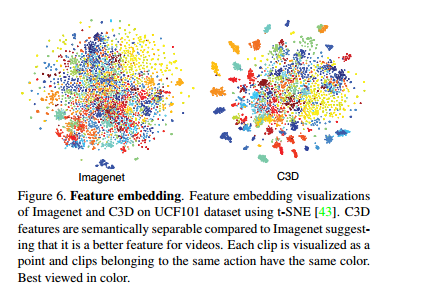 Imagenet
C3D
Figure 6. Feature embedding. Feature embedding visualizations
of Imagenet and C3D on UCF101 dataset using t-SNE [43]. C3D
features are semantically separable compared to Imagenet suggest-
ing that it is a better feature for videos. Each clip is visualized as a
point and clips belonging to the same action have the same color.
Best viewed in color.